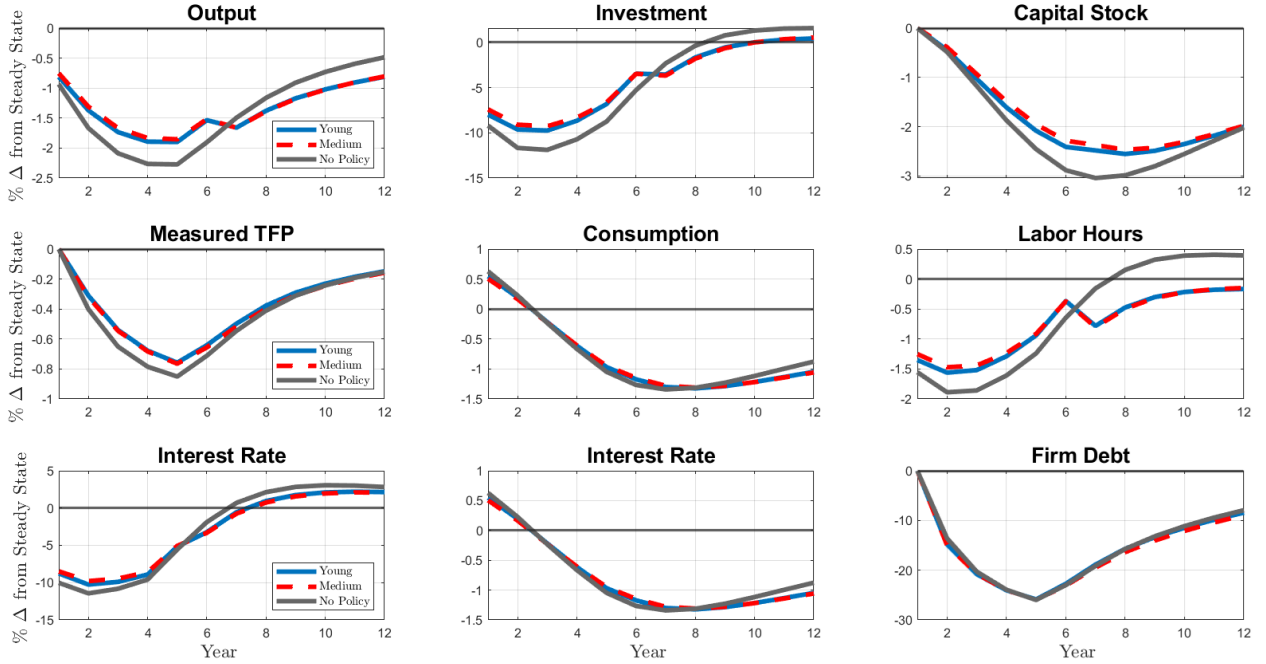 Output
% Δ from Steady State
0
-0.5
-1
-1.5
-2
-2.5
2 4 6 8 10 12
Young
Medium
No Policy
Investment
0
-5
-10
-15
2 4 6 8 10 12
Capital Stock
0
-1
-2
-3
2 4 6 8 10 12
Measured TFP
% Δ from Steady State
0
-0.2
-0.4
-0.6
-0.8
-1
2 4 6 8 10 12
Young
Medium
No Policy
Consumption
1
0.5
0
-0.5
-1
-1.5
2 4 6 8 10 12
Labor Hours
0.5
0
-0.5
-1
-1.5
-2
2 4 6 8 10 12
Interest Rate
% Δ from Steady State
5
0
-5
-10
-15
2 4 6 8 10 12
Year
Young
Medium
No Policy
Interest Rate
1
0.5
0
-0.5
-1
-1.5
2 4 6 8 10 12
Year
Firm Debt
0
-10
-20
-30
2 4 6 8 10 12
Year